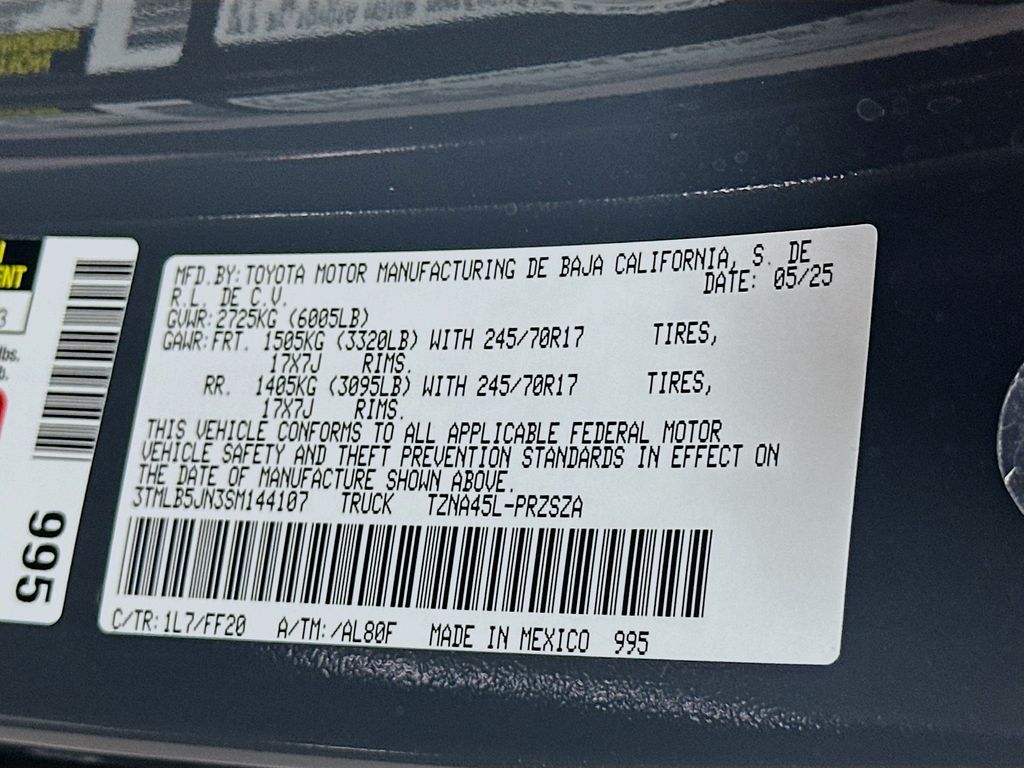 MFD.BY:TOYOTA MOTOR MANUFACTURING DE BAJA CALIFORNIA, S. DE
R.L. DE C.V. DATE: 05/25
GVWR:2725KG (6005LB)
GAWR:FRT. 1505KG (3320LB) WITH 245/70R17 TIRES,
17X7J RIMS.
RR. 1405KG (3095LB) WITH 245/70R17 TIRES,
17X7J RIMS.
THIS VEHICLE CONFORMS TO ALL APPLICABLE FEDERAL MOTOR
VEHICLE SAFETY AND THEFT PREVENTION STANDARDS IN EFFECT ON
THE DATE OF MANUFACTURE SHOWN ABOVE.
3TMLB5JN3SM144107 TRUCK TZNA45L-PRZSZA
C/TR:1L7/FF20 A/TM:/AL80F MADE IN MEXICO 995
ENT
3
lbs.
995